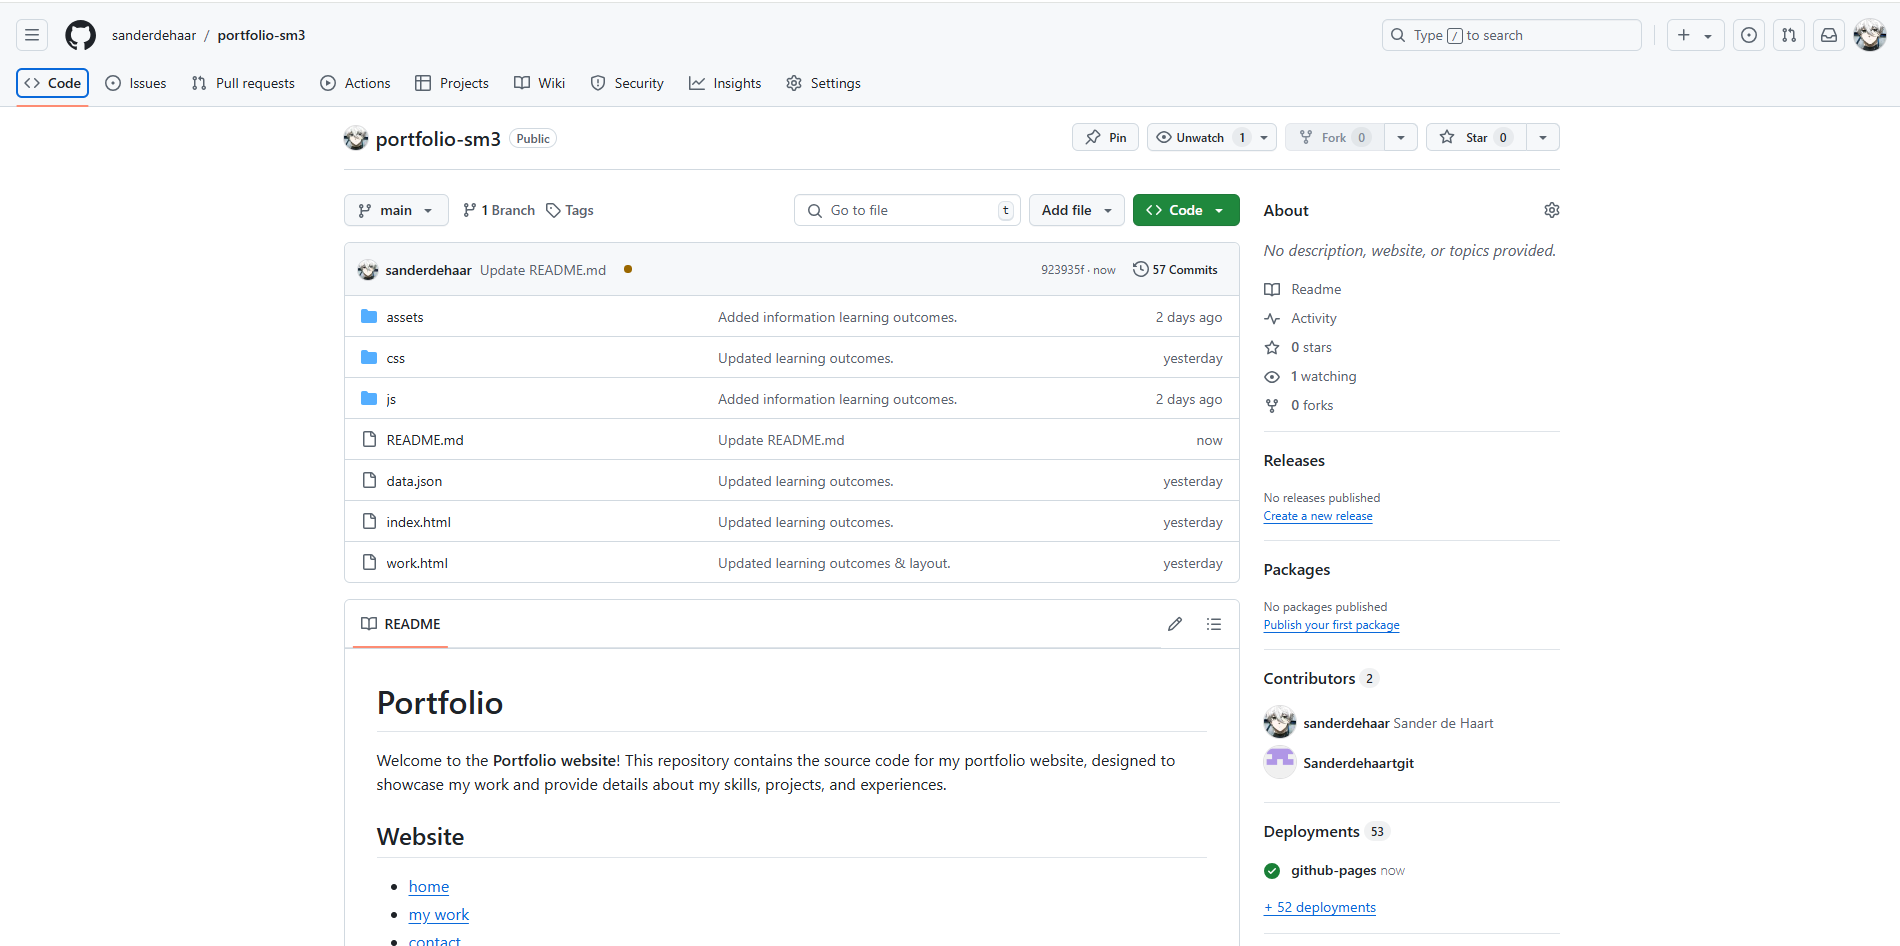 sanderdehaar / portfolio-sm3
Type / to search
Code Issues Pull requests Actions Projects Wiki Security Insights Settings
portfolio-sm3 Public
Pin Unwatch 1 Fork 0 Star 0
main 1 Branch Tags
Go to file t Add file Code
sanderdehaar Update README.md 923935f · now 57 Commits
assets Added information learning outcomes. 2 days ago
css Updated learning outcomes. yesterday
js Added information learning outcomes. 2 days ago
README.md Update README.md now
data.json Updated learning outcomes. yesterday
index.html Updated learning outcomes. yesterday
work.html Updated learning outcomes & layout. yesterday
README
Portfolio
Welcome to the Portfolio website! This repository contains the source code for my portfolio website, designed to
showcase my work and provide details about my skills, projects, and experiences.
Website
home
my work
contact
About
No description, website, or topics provided.
Readme
Activity
0 stars
1 watching
0 forks
Releases
No releases published
Create a new release
Packages
No packages published
Publish your first package
Contributors 2
sanderdehaar Sander de Haart
Sanderdehaartgit
Deployments 53
github-pages now
+ 52 deployments